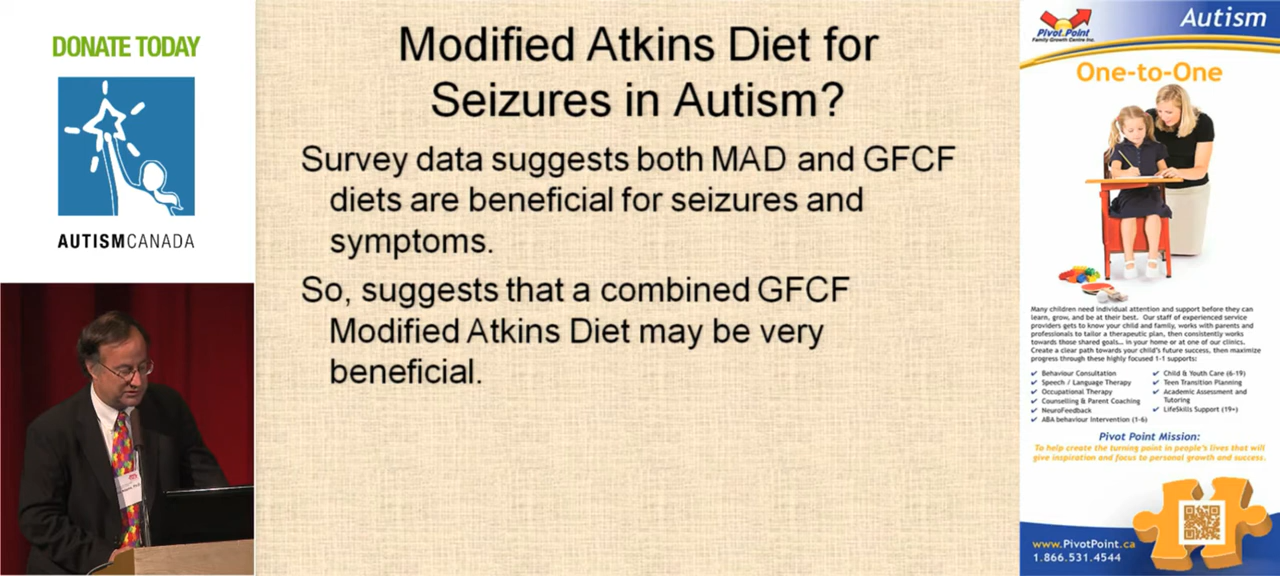 DONATE TODAY
AUTISMCANADA
Modified Atkins Diet for
Seizures in Autism?
Survey data suggests both MAD and GFCF
diets are beneficial for seizures and
symptoms.
So, suggests that a combined GFCF
Modified Atkins Diet may be very
beneficial.
Pivot Point
Family Growth Centre Inc.
Autism
One-to-One
Many children need individual attention and support before they can
learn, grow, and be at their best. Our staff of experienced service
providers gets to know your child and family, works with parents and
professionals to tailor a therapeutic plan, then consistently works
towards those shared goals... in your home or at one of our clinics.
Create a clear path towards your child's future success, then maximize
progress through these highly focused 1-1 supports:
✓ Behaviour Consultation
✓ Speech / Language Therapy
✓ Occupational Therapy
✓ Counselling & Parent Coaching
✓ NeuroFeedback
✓ ABA behaviour Intervention (1-6)
✓ Child & Youth Care (6-19)
✓ Teen Transition Planning
✓ Academic Assessment and
Tutoring
✓ LifeSkills Support (19+)
Pivot Point Mission:
To help create the turning point in people's lives that will
give inspiration and focus to personal growth and success.
www.PivotPoint.ca
1.866.531.4544